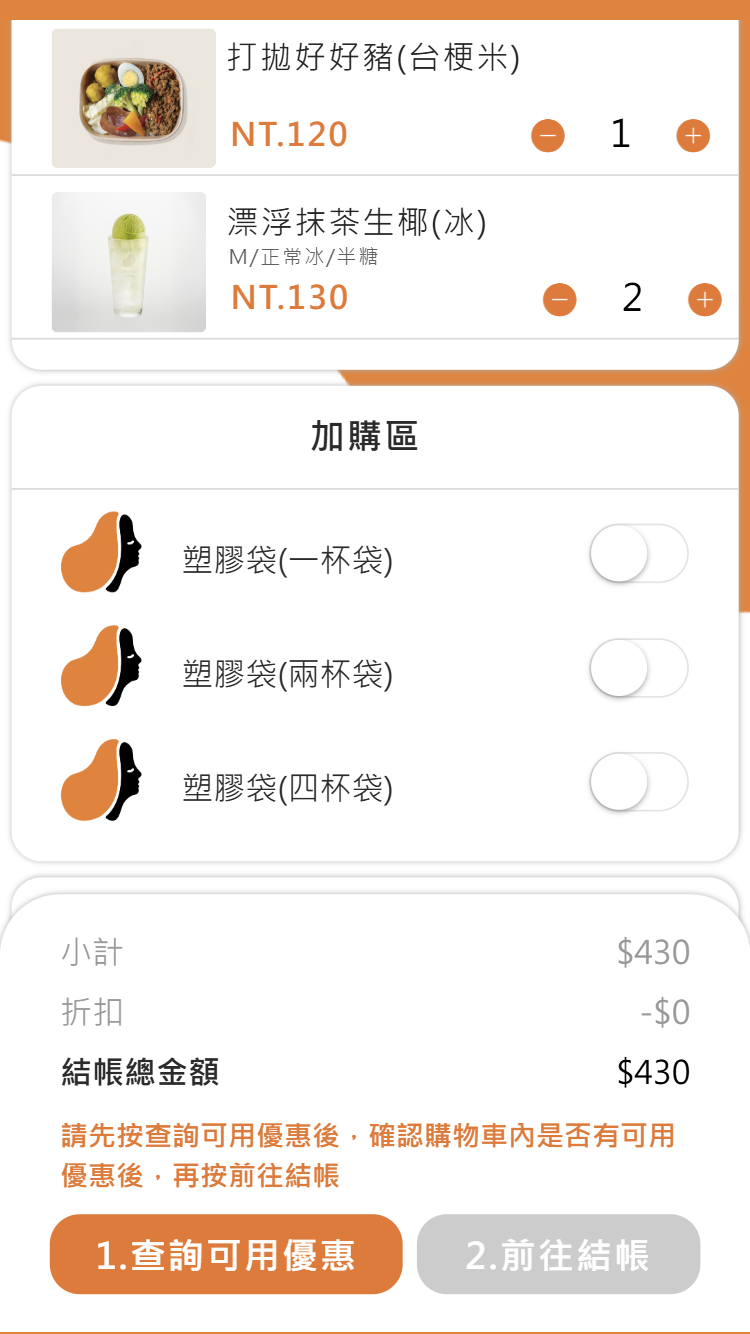 打拋好好豬(台梗米)
NT.120
1
漂浮抹茶生椰(冰)
M/正常冰/半糖
NT.130
2
加購區
塑膠袋(一杯袋)
塑膠袋(兩杯袋)
塑膠袋(四杯袋)
小計 $430
折扣 -$0
結帳總金額 $430
請先按查詢可用優惠後，確認購物車內是否有可用
優惠後，再按前往結帳
1.查詢可用優惠
2.前往結帳